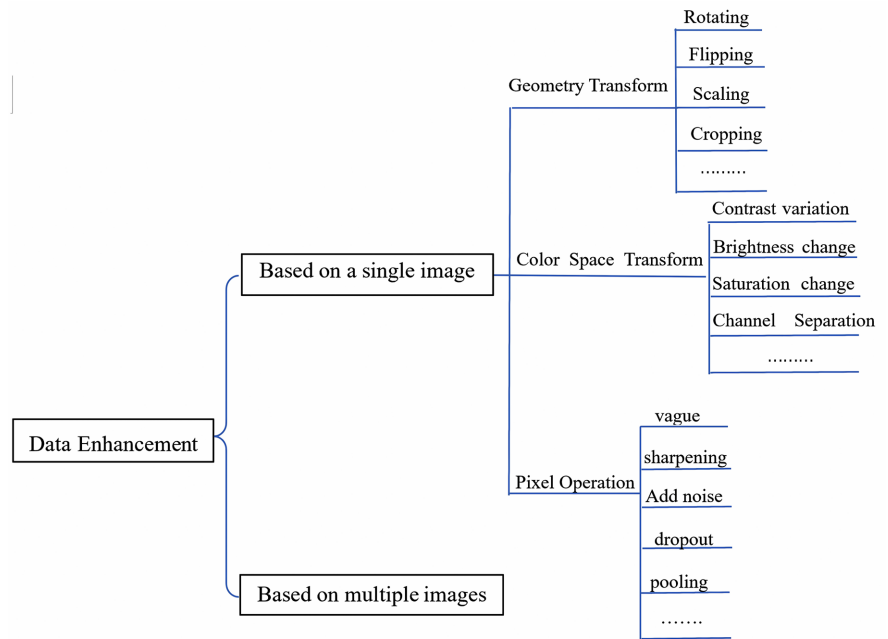 Rotating
Flipping
Geometry Transform
Scaling
Cropping
.........
Contrast variation
Brightness change
Based on a single image
Color Space Transform
Saturation change
Channel Separation
.........
Data Enhancement
vague
sharpening
Pixel Operation
Add noise
dropout
pooling
Based on multiple images
.......